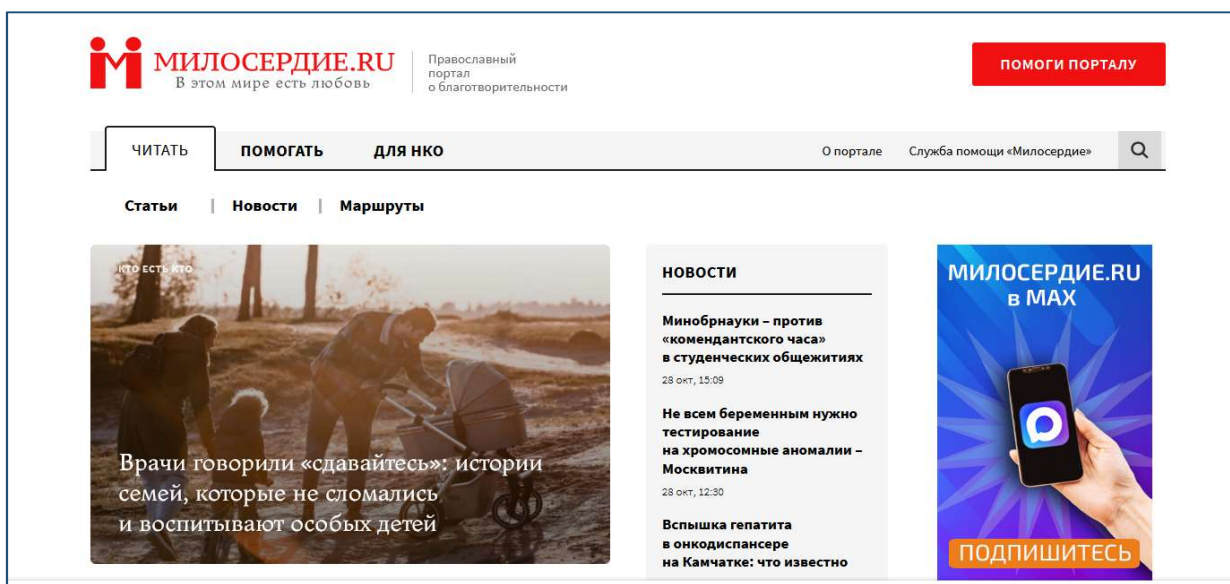 МИЛОСЕРДИЕ.RU
В этом мире есть любовь
Православный
портал
о благотворительности
ПОМОГИ ПОРТАЛУ
ЧИТАТЬ
ПОМОГАТЬ
ДЛЯ НКО
О портале
Служба помощи «Милосердие»
Статьи | Новости | Маршруты
КТО ЕСТЬ КТО
Врачи говорили «сдавайтесь»: истории
семей, которые не сломались
и воспитывают особых детей
НОВОСТИ
Минобрнауки – против
«комендантского часа»
в студенческих общежитиях
28 окт, 15:09
Не всем беременным нужно
тестирование
на хромосомные аномалии –
Москвитина
28 окт, 12:30
Вспышка гепатита
в онкодиспансере
на Камчатке: что известно
МИЛОСЕРДИЕ.RU
в MAX
ПОДПИШИТЕСЬ